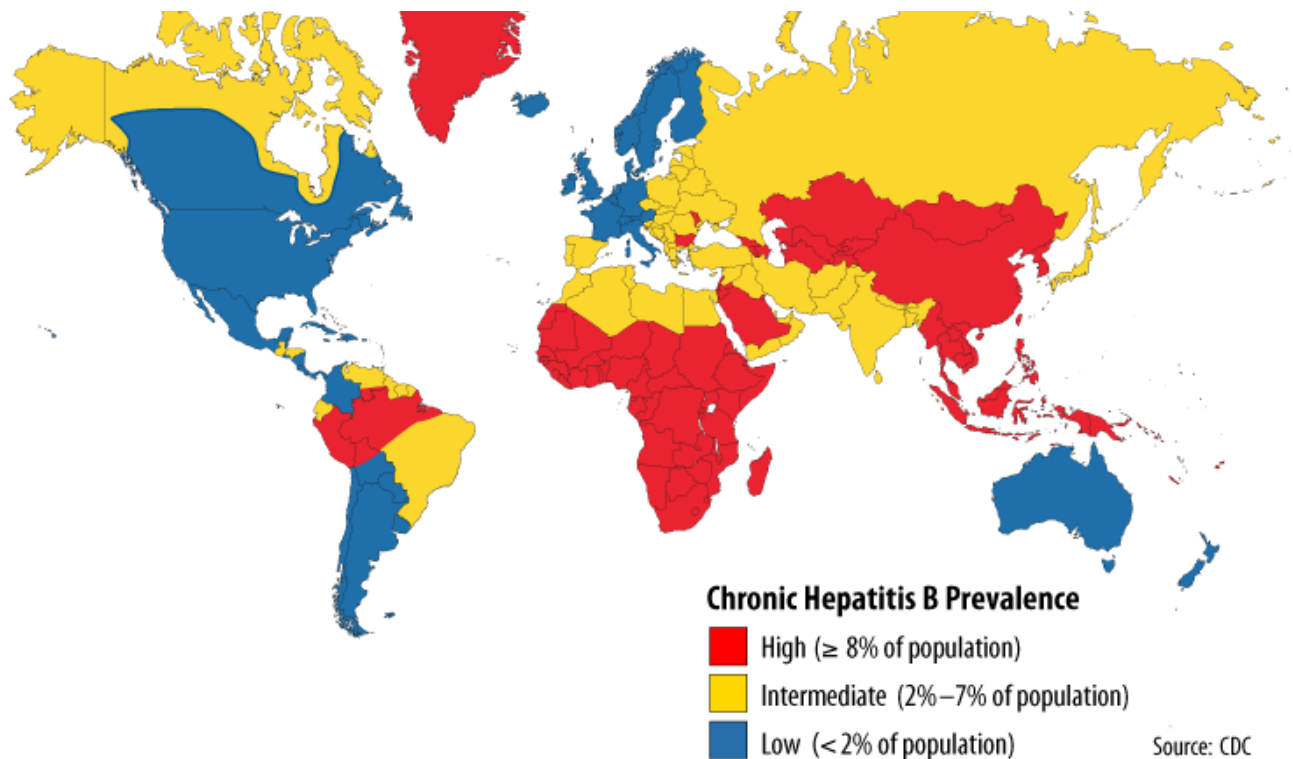 Chronic Hepatitis B Prevalence
High (≥ 8% of population)
Intermediate (2%–7% of population)
Low (< 2% of population)
Source: CDC